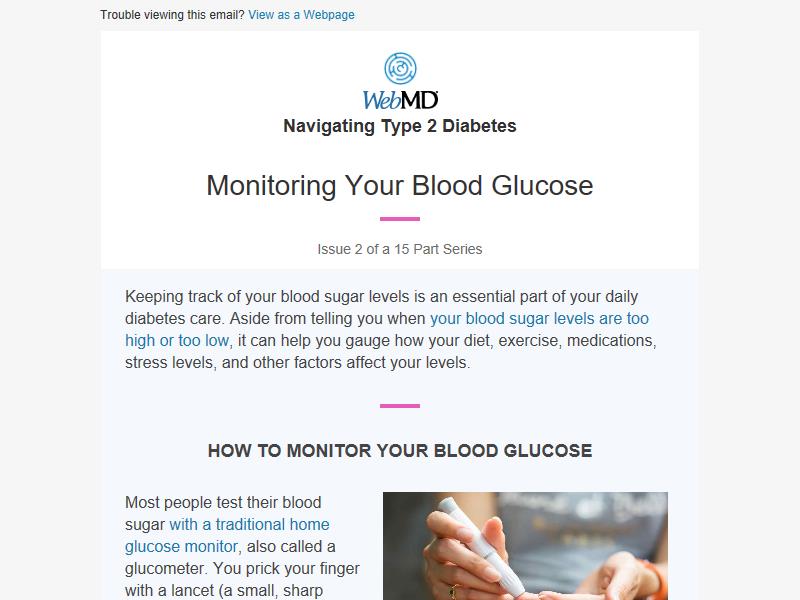 Trouble viewing this email? View as a Webpage
WebMD
Navigating Type 2 Diabetes
Monitoring Your Blood Glucose
Issue 2 of a 15 Part Series
Keeping track of your blood sugar levels is an essential part of your daily
diabetes care. Aside from telling you when your blood sugar levels are too
high or too low, it can help you gauge how your diet, exercise, medications,
stress levels, and other factors affect your levels.
HOW TO MONITOR YOUR BLOOD GLUCOSE
Most people test their blood
sugar with a traditional home
glucose monitor, also called a
glucometer. You prick your finger
with a lancet (a small, sharp